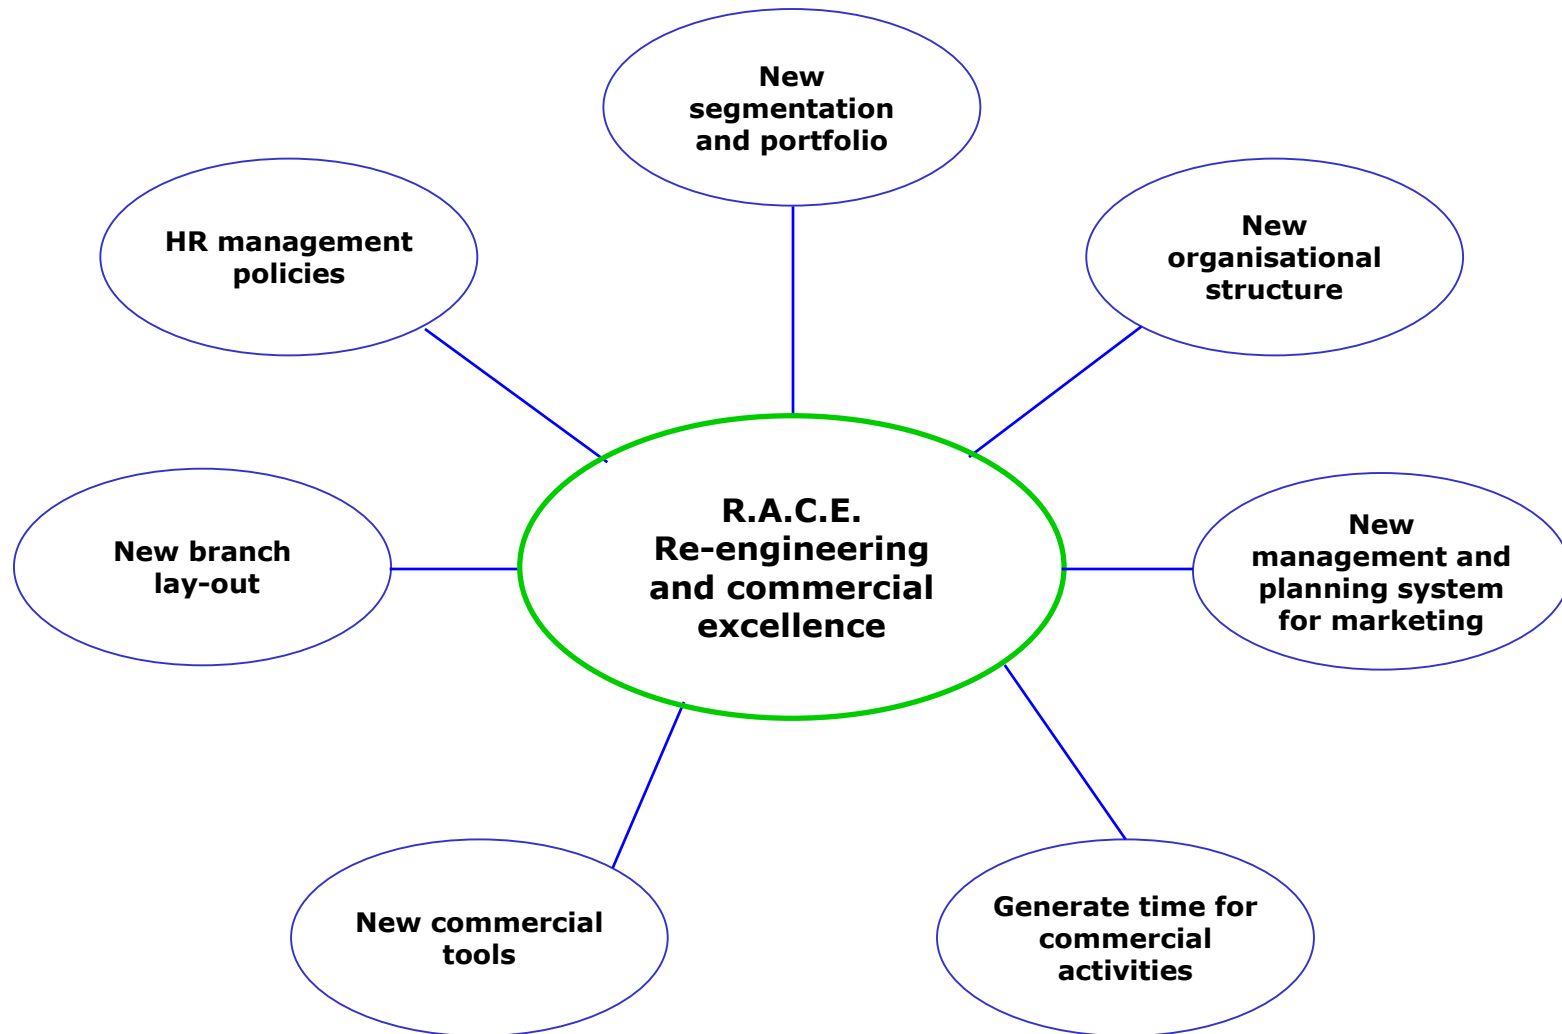 New
segmentation
and portfolio
HR management
policies
New
organisational
structure
R.A.C.E.
Re-engineering
and commercial
excellence
New branch
lay-out
New
management and
planning system
for marketing
New commercial
tools
Generate time for
commercial
activities